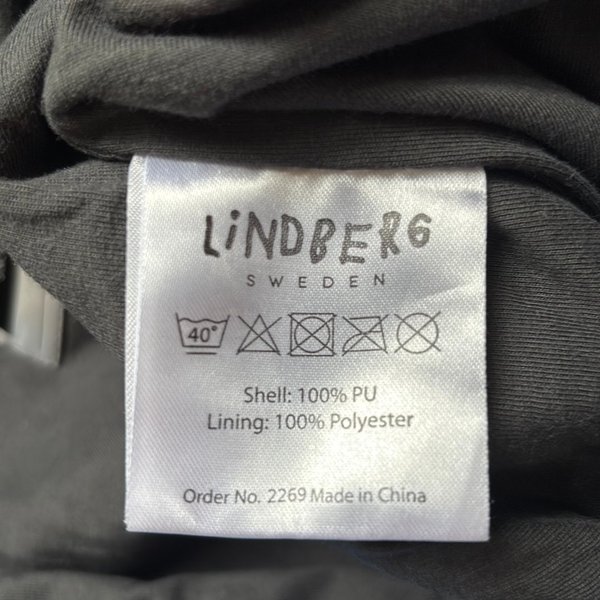 LiNDBERG
SWEDEN
40°
Shell: 100% PU
Lining: 100% Polyester
Order No. 2269 Made in China